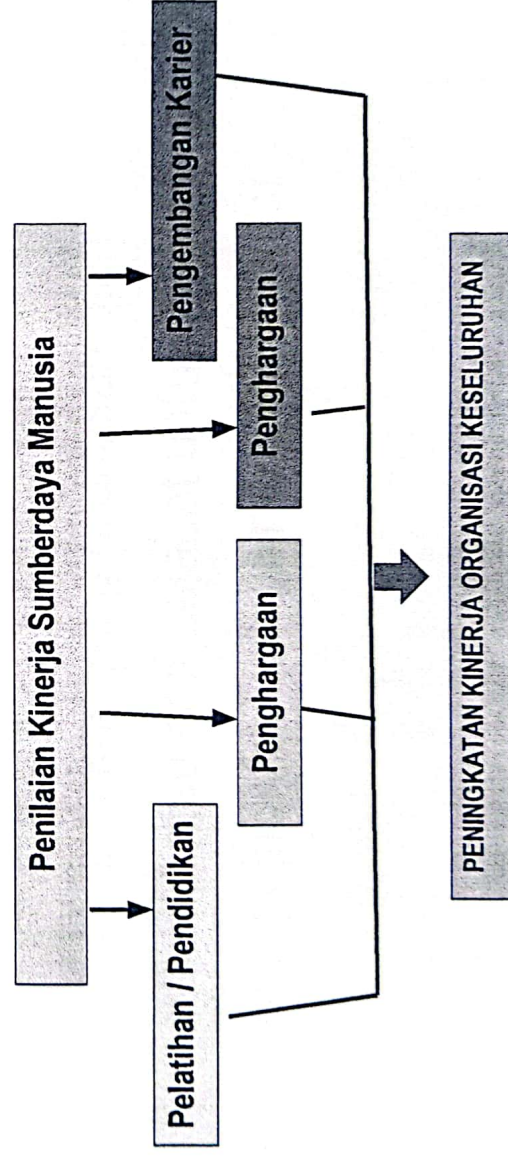 Penilaian Kinerja Sumberdaya Manusia
Pelatihan / Pendidikan
Penghargaan
Penghargaan
Pengembangan Karier
PENINGKATAN KINERJA ORGANISASI KESELURUHAN